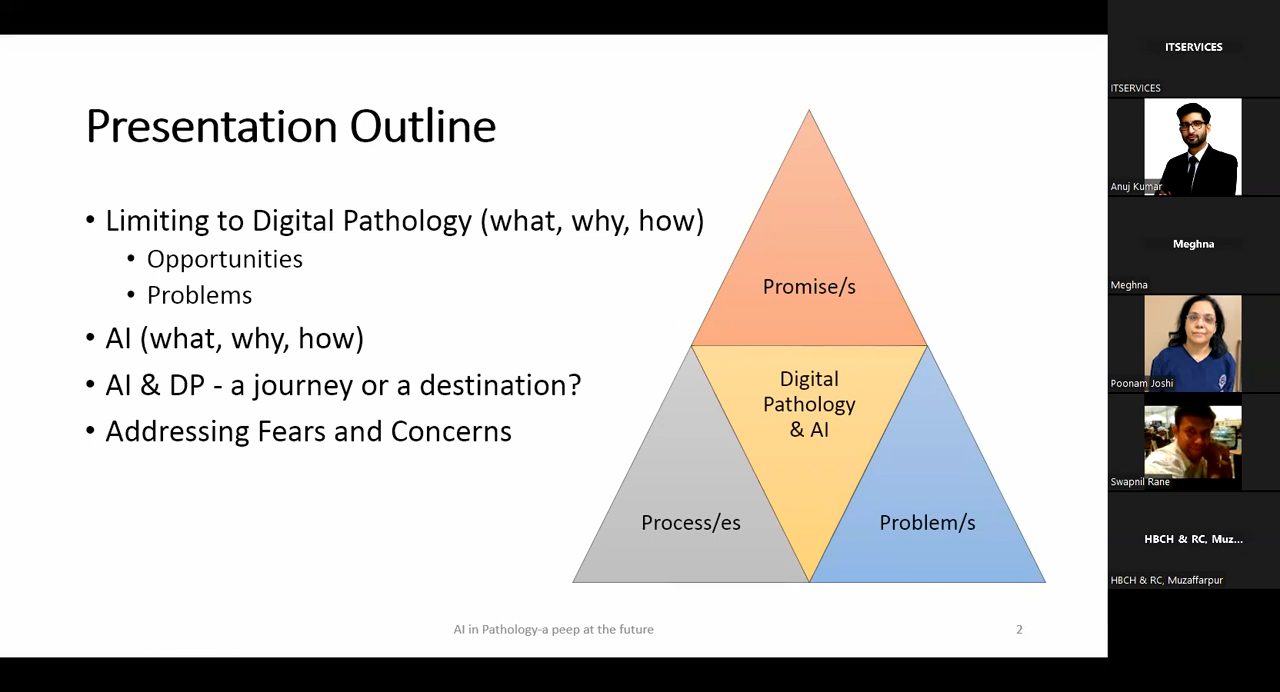 Presentation Outline
• Limiting to Digital Pathology (what, why, how)
• Opportunities
• Problems
• AI (what, why, how)
• AI & DP - a journey or a destination?
• Addressing Fears and Concerns
Promise/s
Digital
Pathology
& AI
Process/es
Problem/s
AI in Pathology-a peep at the future
2
ITSERVICES
ITSERVICES
Anuj Kumar
Meghna
Meghna
Poonam Joshi
Swapnil Rane
HBCH & RC, Muz...
HBCH & RC, Muzaffarpur